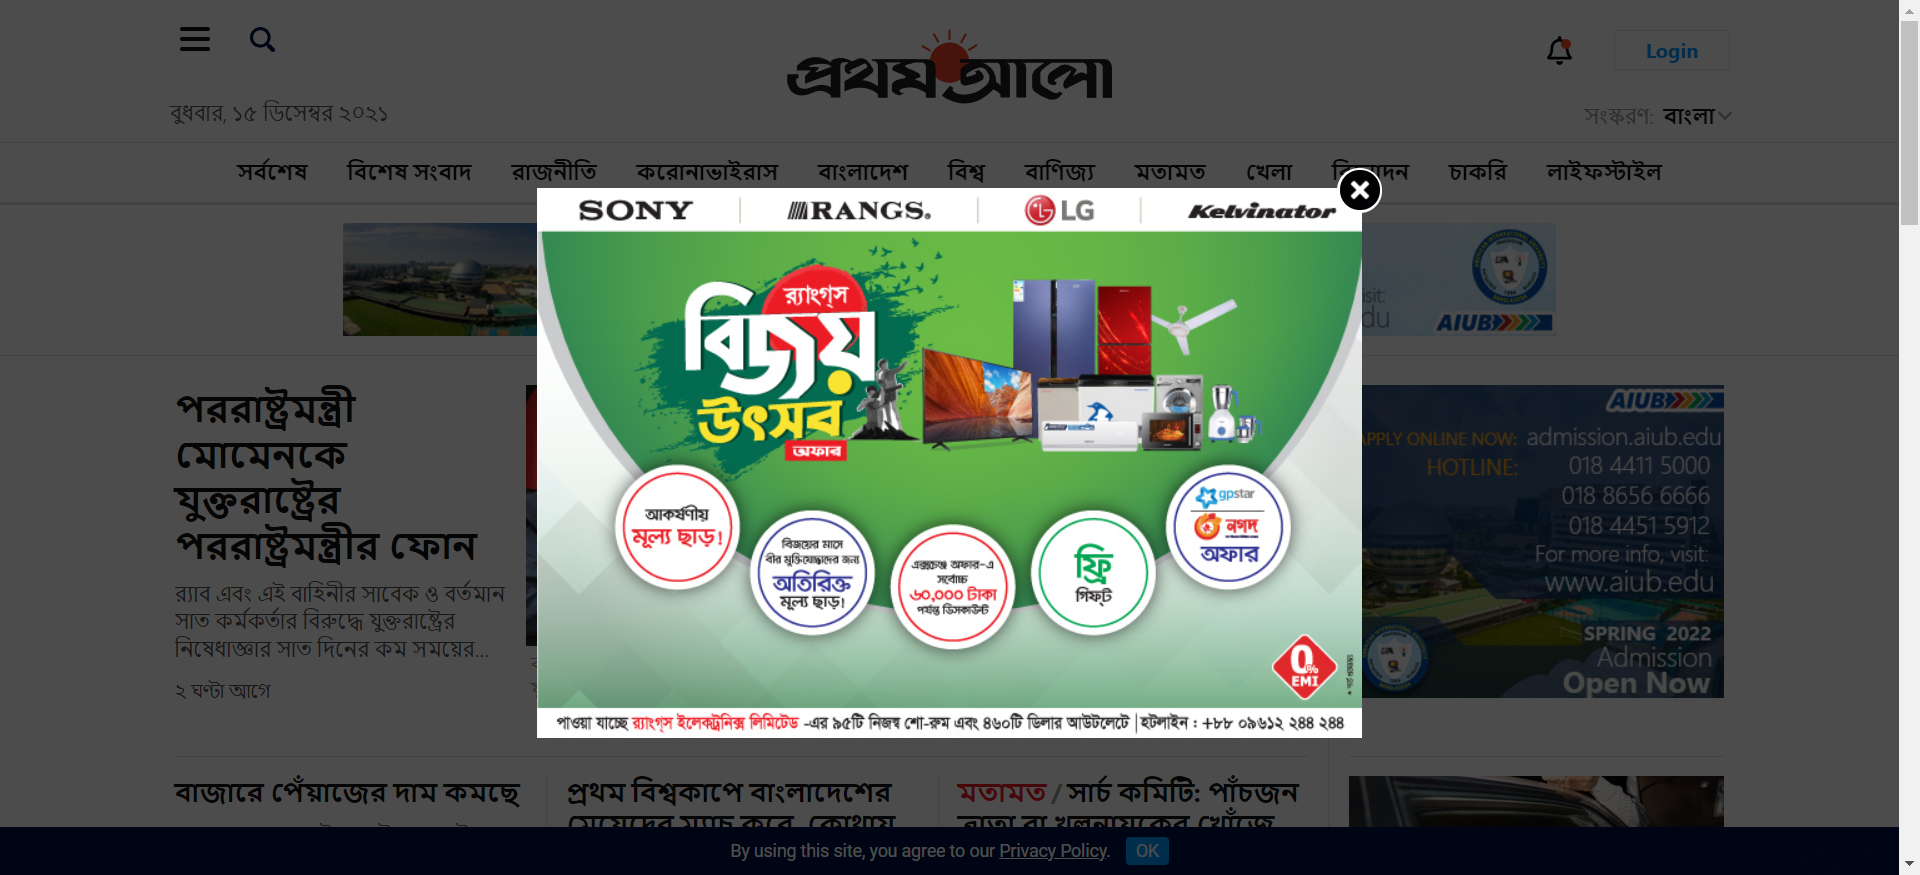 প্রথম আলো
Login
বুধবার, ১৫ ডিসেম্বর ২০২১
সংস্করণ: বাংলা
সর্বশেষ বিশেষ সংবাদ রাজনীতি করোনাভাইরাস বাংলাদেশ বিশ্ব বাণিজ্য মতামত খেলা চাকরি লাইফস্টাইল
SONY RANGS. LG Kelvinator
র‍্যাংগ্‌স
বিজয়
উৎসব
অফার
আকর্ষণীয়
মূল্য ছাড়!
বিজয়ের মাসে
বীর মুক্তিযোদ্ধাদের জন্য
অতিরিক্ত
মূল্য ছাড়!
এক্সচেঞ্জ অফার-এ
সর্বোচ্চ
৬০,০০০ টাকা
পর্যন্ত ডিসকাউন্ট
ফ্রি
গিফ্‌ট
gpstar
নগদ
অফার
0%
EMI
পাওয়া যাচ্ছে র‍্যাংগ্‌স ইলেকট্রনিক্স লিমিটেড -এর ৯৫টি নিজস্ব শো-রুম এবং ৪৬০টি ডিলার আউটলেটে | হটলাইন : +৮৮ ০৯৬১২ ২৪৪ ২৪৪
AIUB
পররাষ্ট্রমন্ত্রী
মোমেনকে
যুক্তরাষ্ট্রের
পররাষ্ট্রমন্ত্রীর ফোন
র‍্যাব এবং এই বাহিনীর সাবেক ও বর্তমান
সাত কর্মকর্তার বিরুদ্ধে যুক্তরাষ্ট্রের
নিষেধাজ্ঞার সাত দিনের কম সময়ের...
২ ঘণ্টা আগে
AIUB
APPLY ONLINE NOW: admission.aiub.edu
HOTLINE: 018 4411 5000
018 8656 6666
018 4451 5912
For more info, visit:
www.aiub.edu
SPRING 2022
Admission
Open Now
বাজারে পেঁয়াজের দাম কমছে
প্রথম বিশ্বকাপে বাংলাদেশের
মেয়েদের ম্যাচ কবে, কোথায়
মতামত / সার্চ কমিটি: পাঁচজন
ত্রাতা বা খলনায়কের খোঁজে
By using this site, you agree to our Privacy Policy. OK